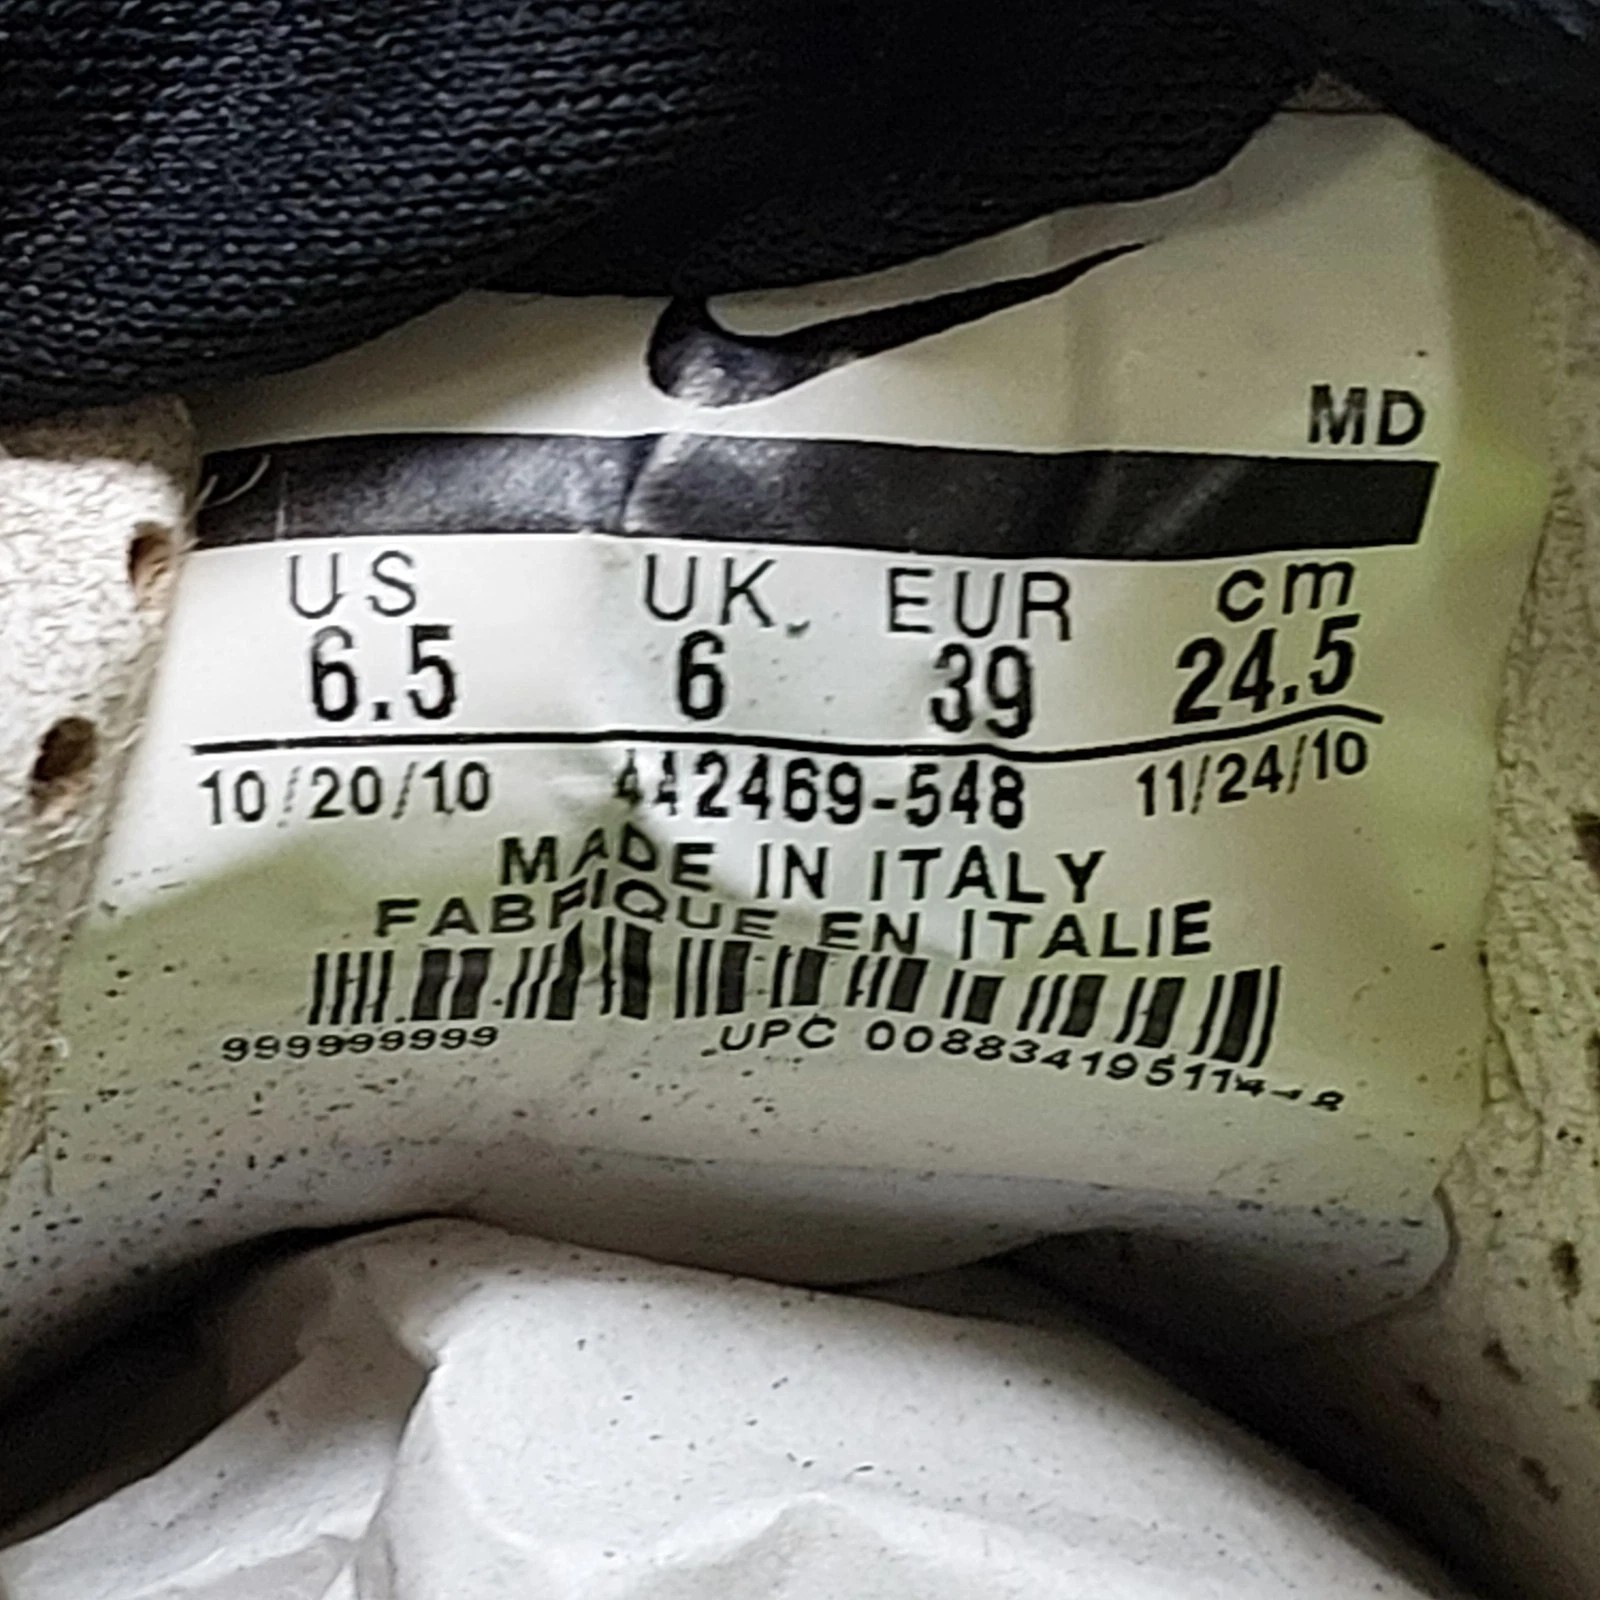 MD
US UK EUR cm
6.5 6 39 24.5
10/20/10 442469-548 11/24/10
MADE IN ITALY
FABRIQUE EN ITALIE
999999999 UPC